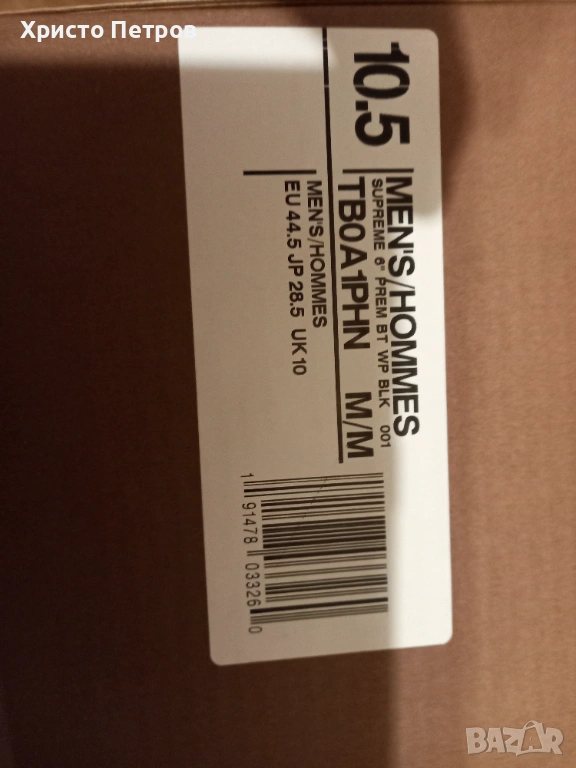 Христо Петров
10.5
MEN'S/HOMMES
SUPREME 6" PREM BT WP BLK 001
TB0A1PHN M/M
MEN'S/HOMMES
EU 44.5 JP 28.5 UK 10
1 91478 03326 0
BAZAR